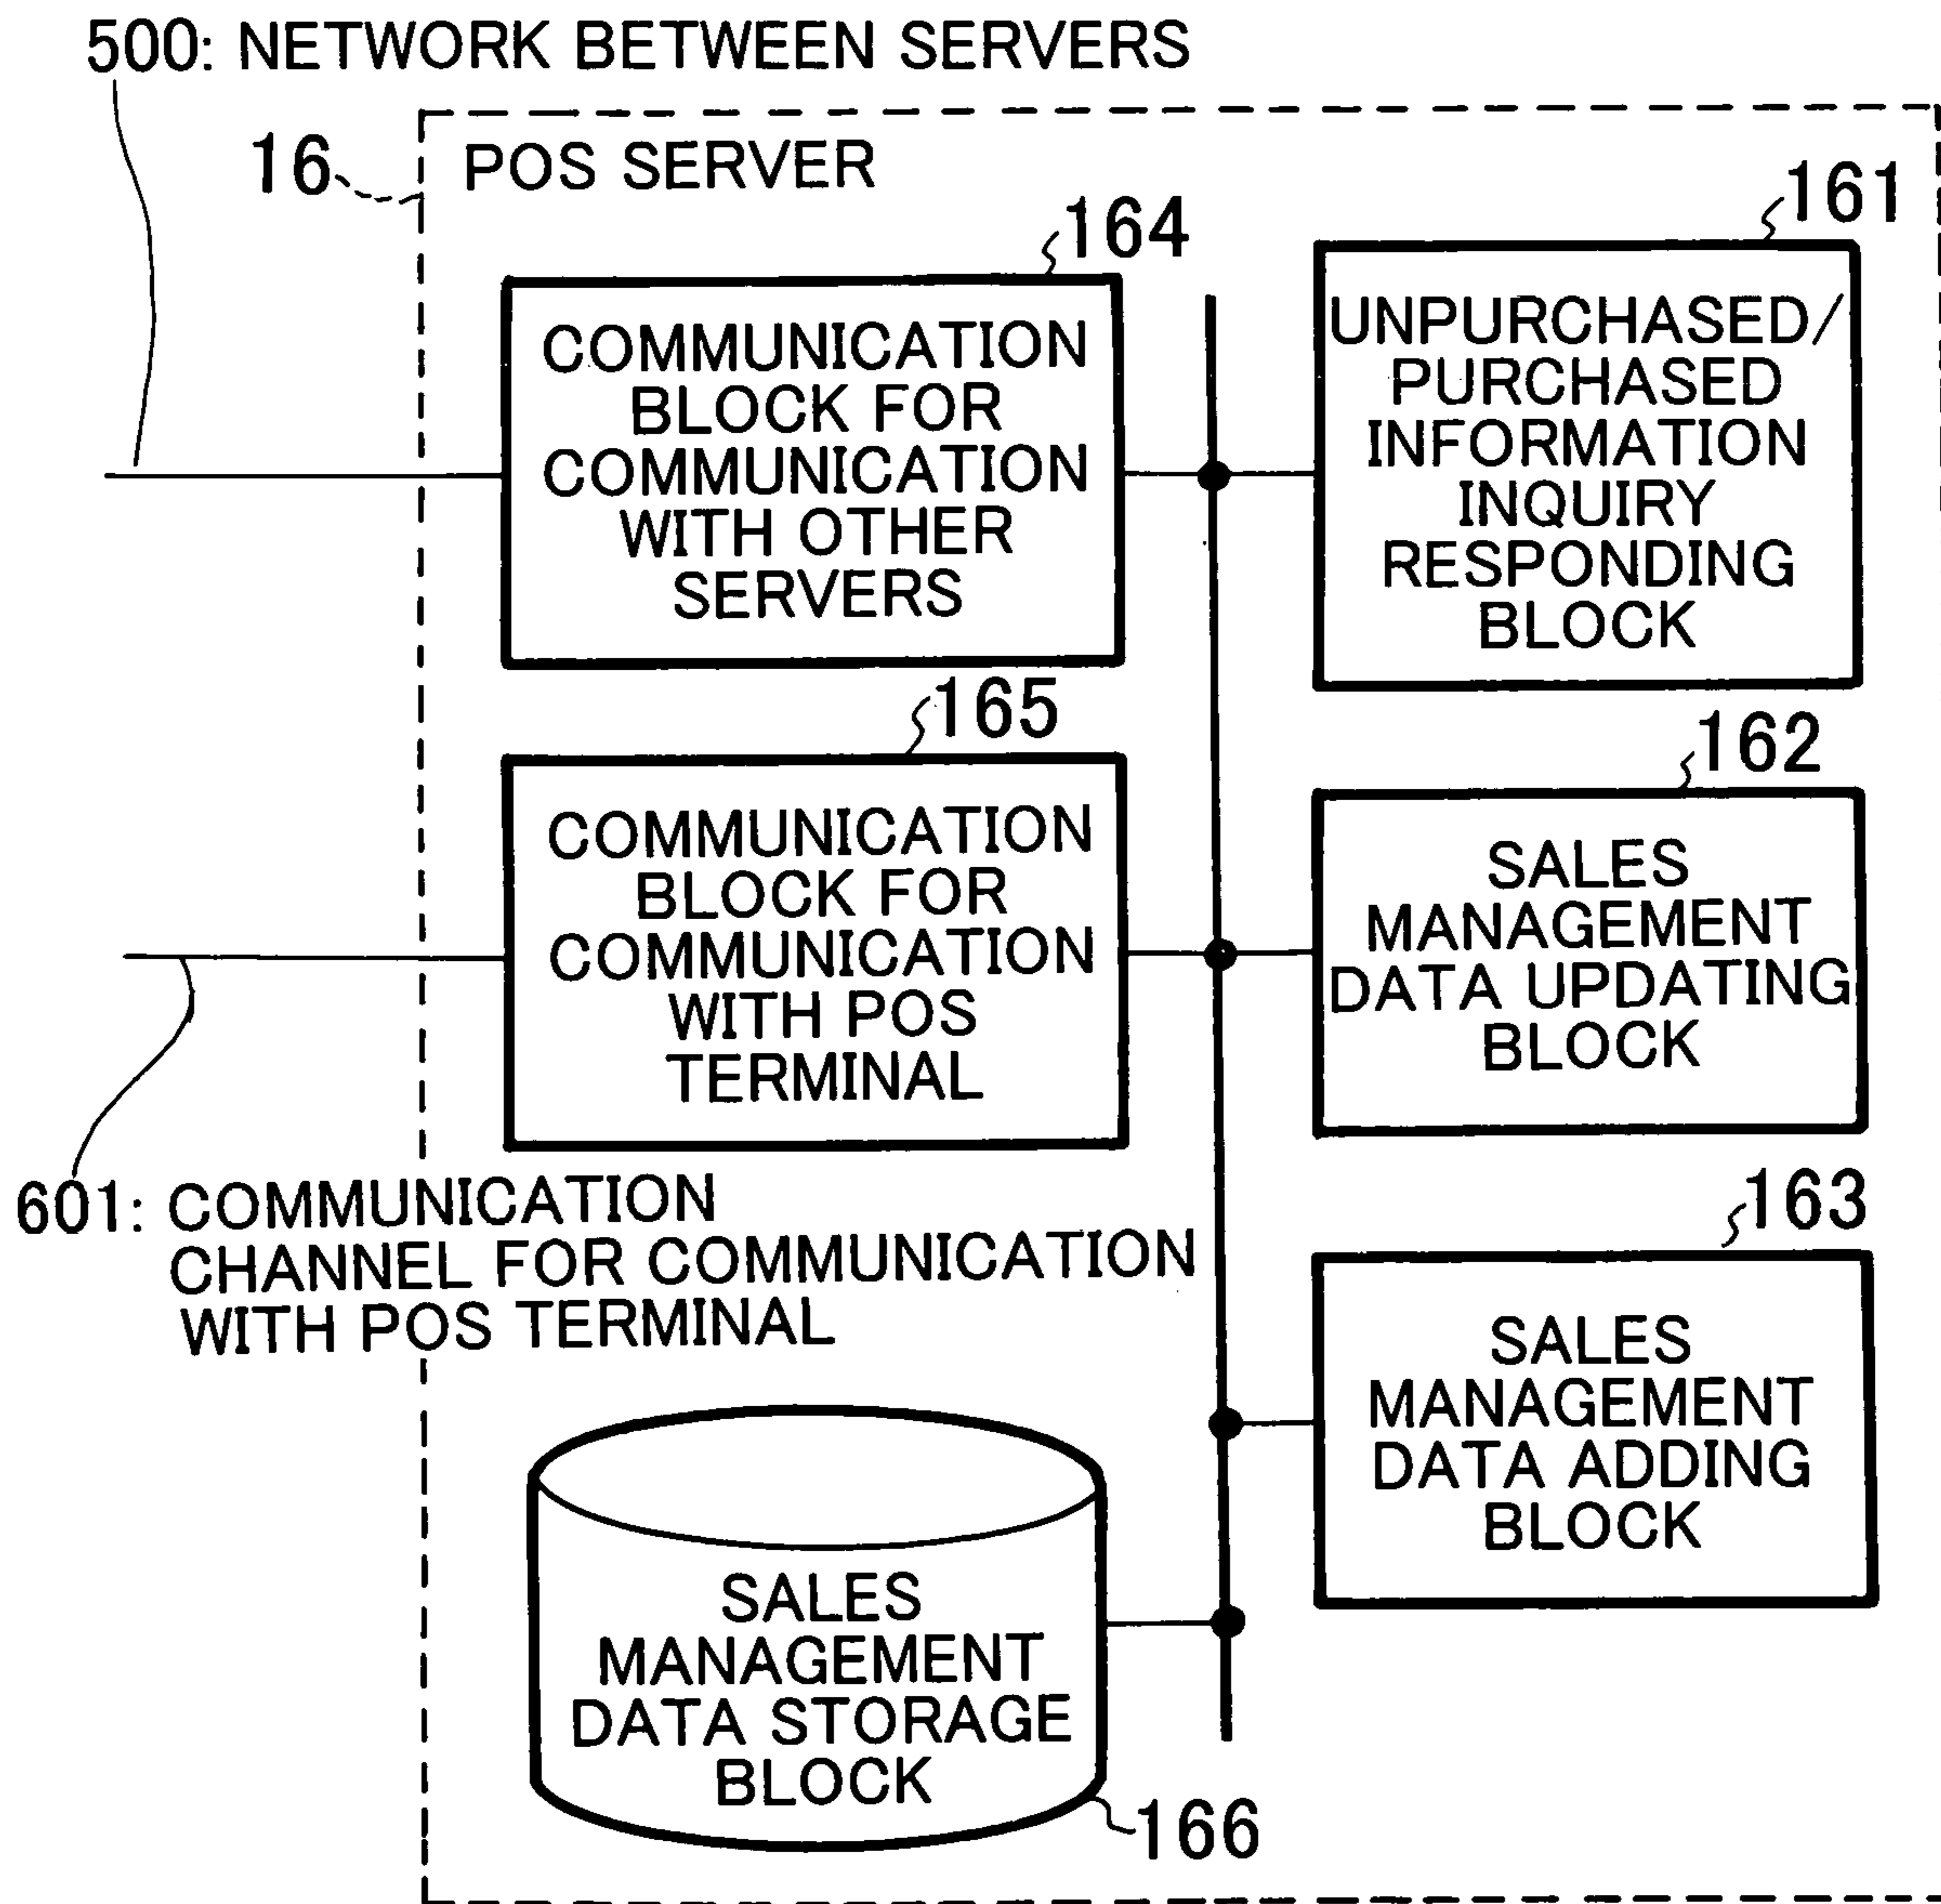 500: NETWORK BETWEEN SERVERS
16
POS SERVER
164
COMMUNICATION
BLOCK FOR
COMMUNICATION
WITH OTHER
SERVERS
161
UNPURCHASED/
PURCHASED
INFORMATION
INQUIRY
RESPONDING
BLOCK
165
COMMUNICATION
BLOCK FOR
COMMUNICATION
WITH POS
TERMINAL
162
SALES
MANAGEMENT
DATA UPDATING
BLOCK
601: COMMUNICATION
CHANNEL FOR COMMUNICATION
WITH POS TERMINAL
163
SALES
MANAGEMENT
DATA ADDING
BLOCK
SALES
MANAGEMENT
DATA STORAGE
BLOCK
166